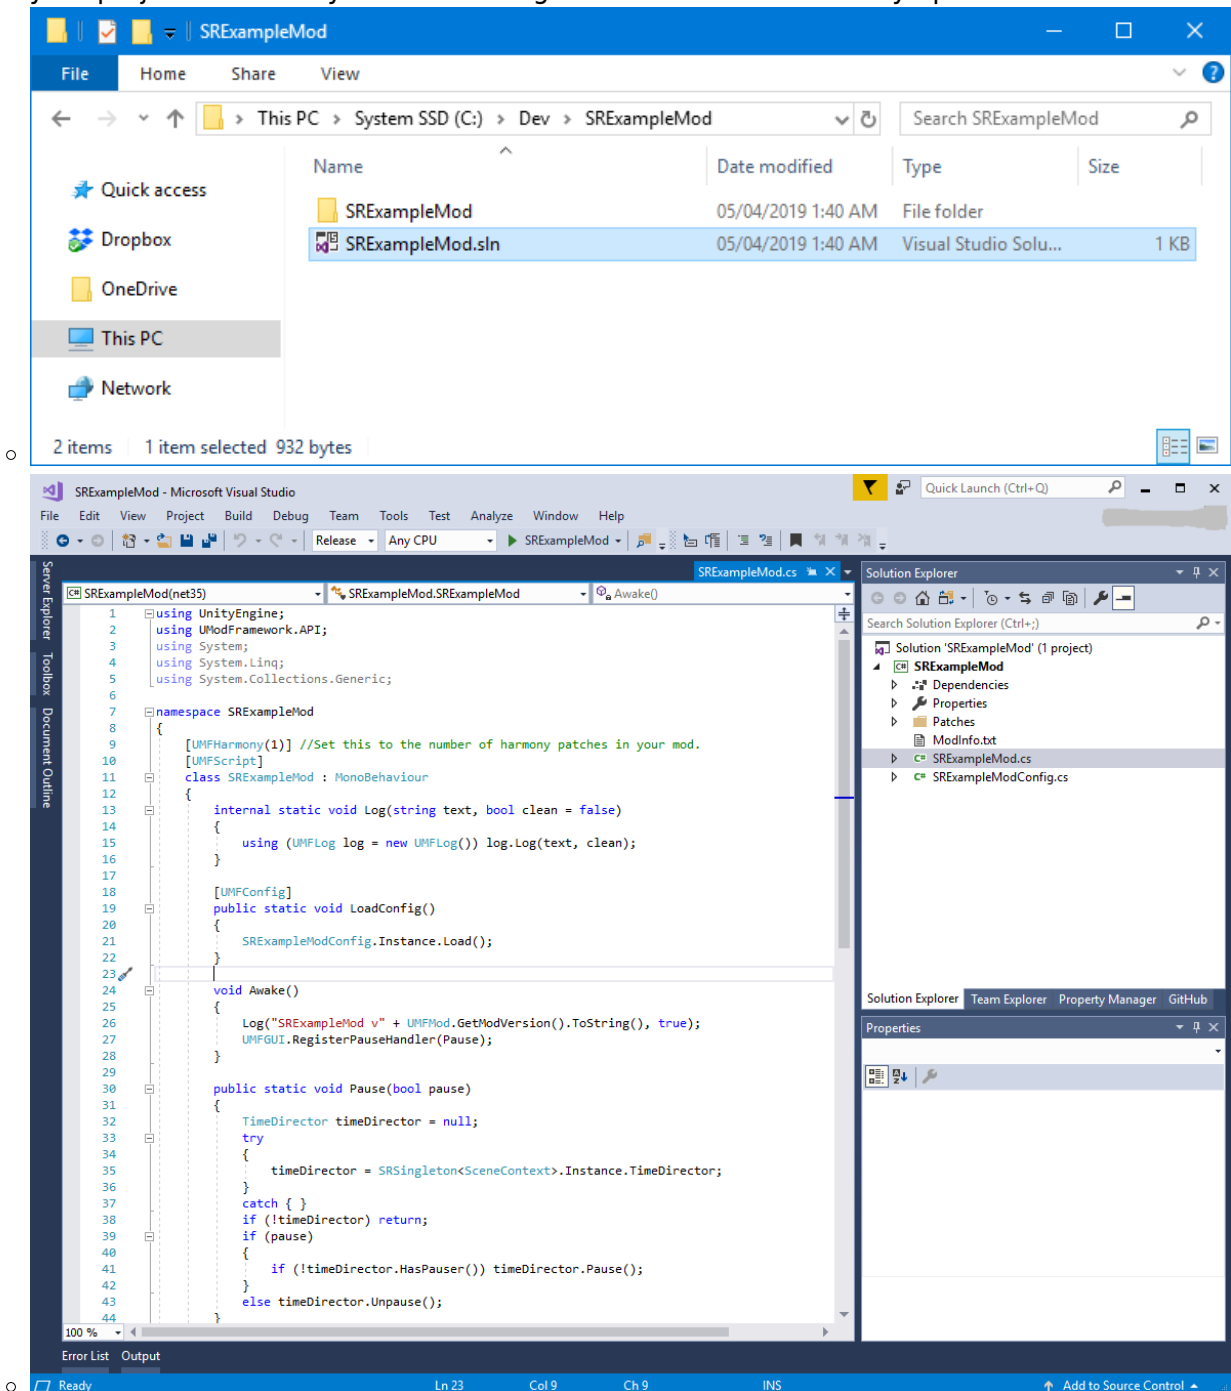 SRExampleMod
File Home Share View
This PC System SSD (C:) Dev SRExampleMod Search SRExampleMod
Name Date modified Type Size
Quick access
Dropbox
OneDrive
This PC
Network
SRExampleMod 05/04/2019 1:40 AM File folder
SRExampleMod.sln 05/04/2019 1:40 AM Visual Studio Solu... 1 KB
2 items 1 item selected 932 bytes
SRExampleMod - Microsoft Visual Studio Quick Launch (Ctrl+Q)
File Edit View Project Build Debug Team Tools Test Analyze Window Help
Release Any CPU SRExampleMod
Server Explorer
Toolbox
Document Outline
SRExampleMod.cs
SRExampleMod(net35) SRExampleMod.SRExampleMod Awake()
1 using UnityEngine;
2 using UModFramework.API;
3 using System;
4 using System.Linq;
5 using System.Collections.Generic;
6
7 namespace SRExampleMod
8 {
9 [UMFHarmony(1)] //Set this to the number of harmony patches in your mod.
10 [UMFScript]
11 class SRExampleMod : MonoBehaviour
12 {
13 internal static void Log(string text, bool clean = false)
14 {
15 using (UMFLog log = new UMFLog()) log.Log(text, clean);
16 }
17
18 [UMFConfig]
19 public static void LoadConfig()
20 {
21 SRExampleModConfig.Instance.Load();
22 }
23
24 void Awake()
25 {
26 Log("SRExampleMod v" + UMFMod.GetModVersion().ToString(), true);
27 UMFGUI.RegisterPauseHandler(Pause);
28 }
29
30 public static void Pause(bool pause)
31 {
32 TimeDirector timeDirector = null;
33 try
34 {
35 timeDirector = SRSingleton<SceneContext>.Instance.TimeDirector;
36 }
37 catch { }
38 if (!timeDirector) return;
39 if (pause)
40 {
41 if (!timeDirector.HasPauser()) timeDirector.Pause();
42 }
43 else timeDirector.Unpause();
44 }
100 %
Solution Explorer
Search Solution Explorer (Ctrl+;)
Solution 'SRExampleMod' (1 project)
SRExampleMod
Dependencies
Properties
Patches
ModInfo.txt
SRExampleMod.cs
SRExampleModConfig.cs
Solution Explorer Team Explorer Property Manager GitHub
Properties
Error List Output
Ready Ln 23 Col 9 Ch 9 INS Add to Source Control